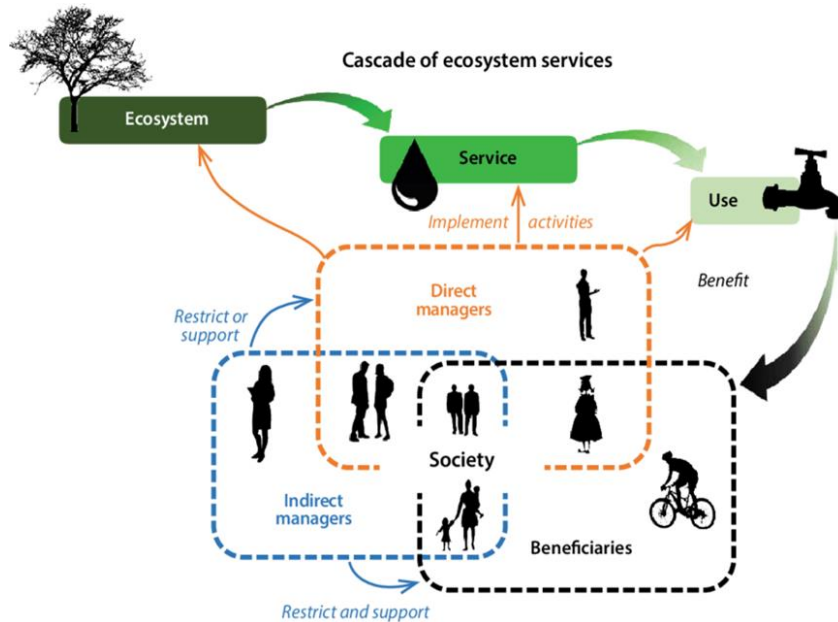 Cascade of ecosystem services
Ecosystem
Service
Use
Implement activities
Benefit
Direct
managers
Restrict or
support
Society
Indirect
managers
Beneficiaries
Restrict and support